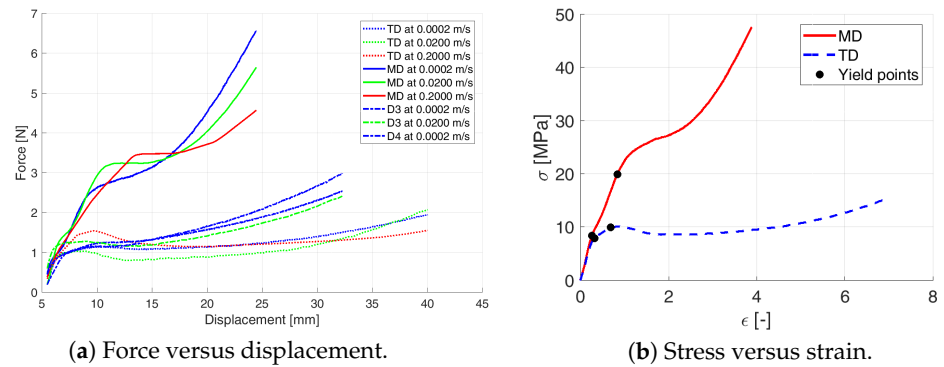 7
6
5
4
3
2
1
0
Force [N]
5 10 15 20 25 30 35 40 45
Displacement [mm]
TD at 0.0002 m/s
TD at 0.0200 m/s
TD at 0.2000 m/s
MD at 0.0002 m/s
MD at 0.0200 m/s
MD at 0.2000 m/s
D3 at 0.0002 m/s
D3 at 0.0200 m/s
D4 at 0.0002 m/s
(a) Force versus displacement.
50
40
30
20
10
0
σ [MPa]
0 2 4 6 8
ϵ [-]
MD
TD
Yield points
(b) Stress versus strain.